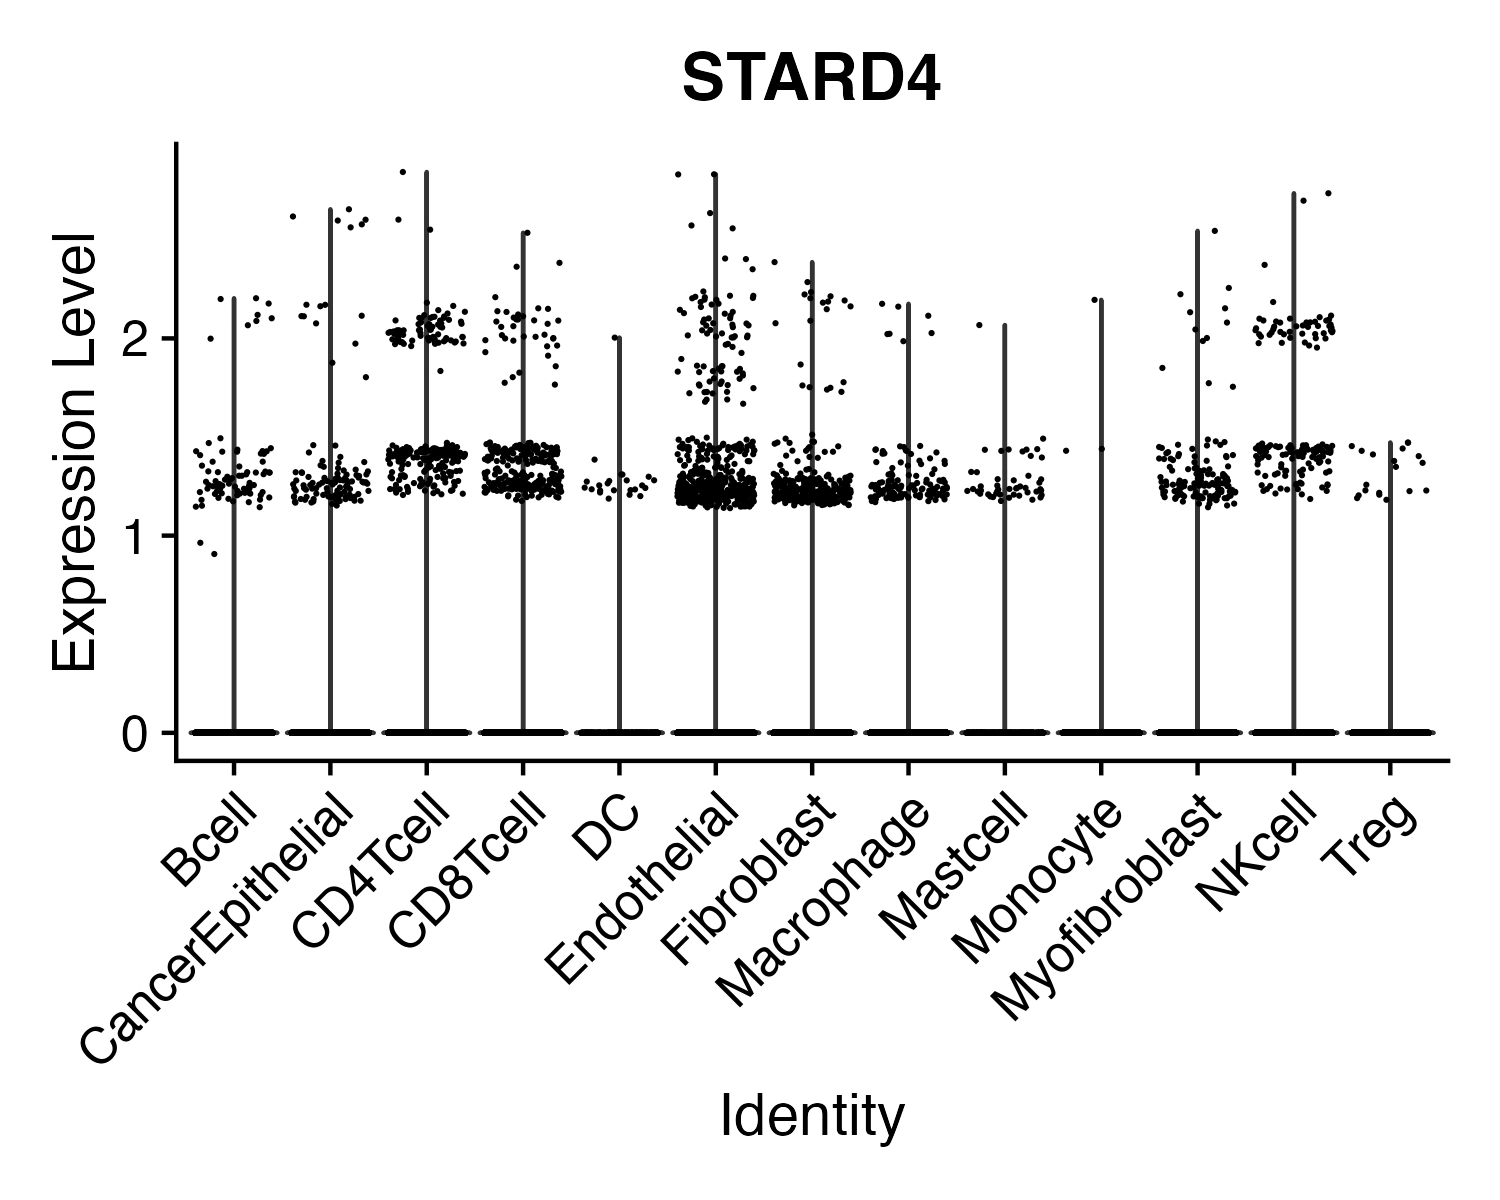 STARD4
Expression Level
2
1
0
Bcell
CancerEpithelial
CD4Tcell
CD8Tcell
DC
Endothelial
Fibroblast
Macrophage
Mastcell
Monocyte
Myofibroblast
NKcell
Treg
Identity